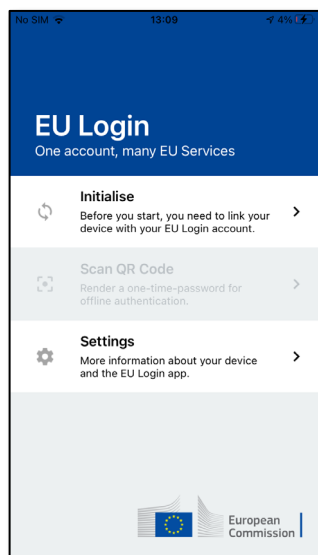 No SIM 13:09 4%
EU Login
One account, many EU Services
Initialise
Before you start, you need to link your
device with your EU Login account.
Scan QR Code
Render a one-time-password for
offline authentication.
Settings
More information about your device
and the EU Login app.
European
Commission